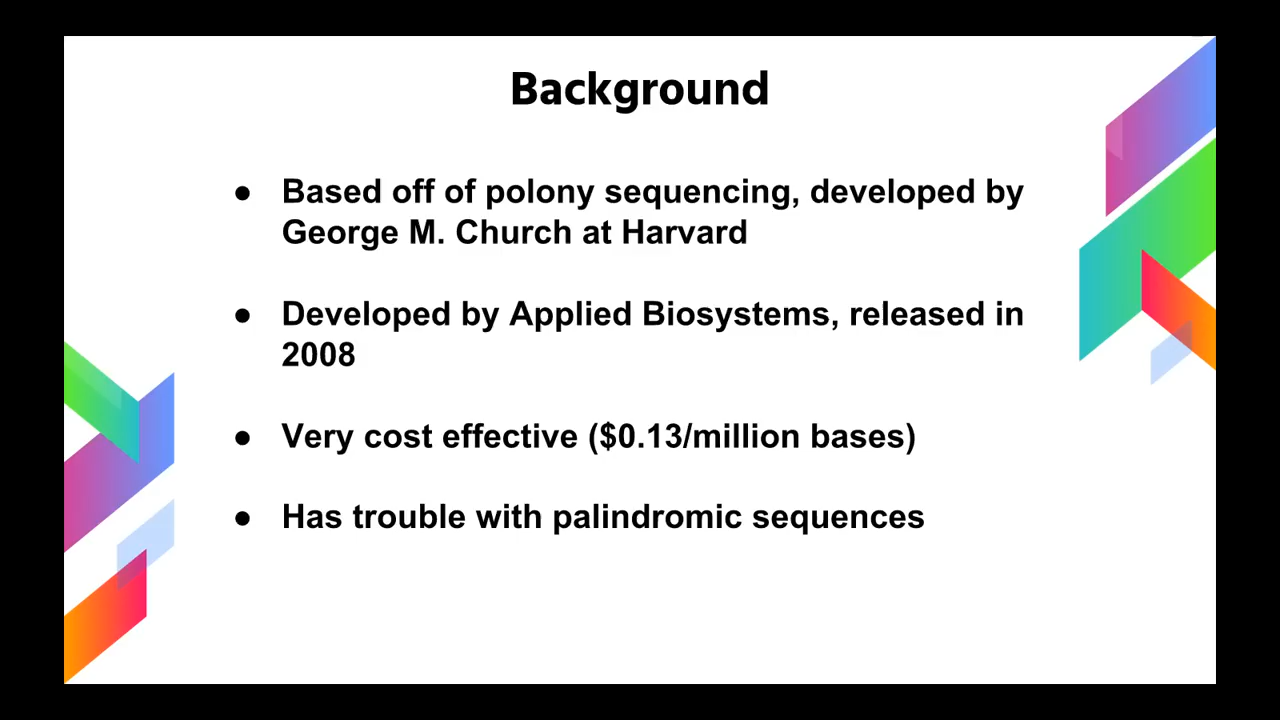 Background
● Based off of polony sequencing, developed by
George M. Church at Harvard
● Developed by Applied Biosystems, released in
2008
● Very cost effective ($0.13/million bases)
● Has trouble with palindromic sequences